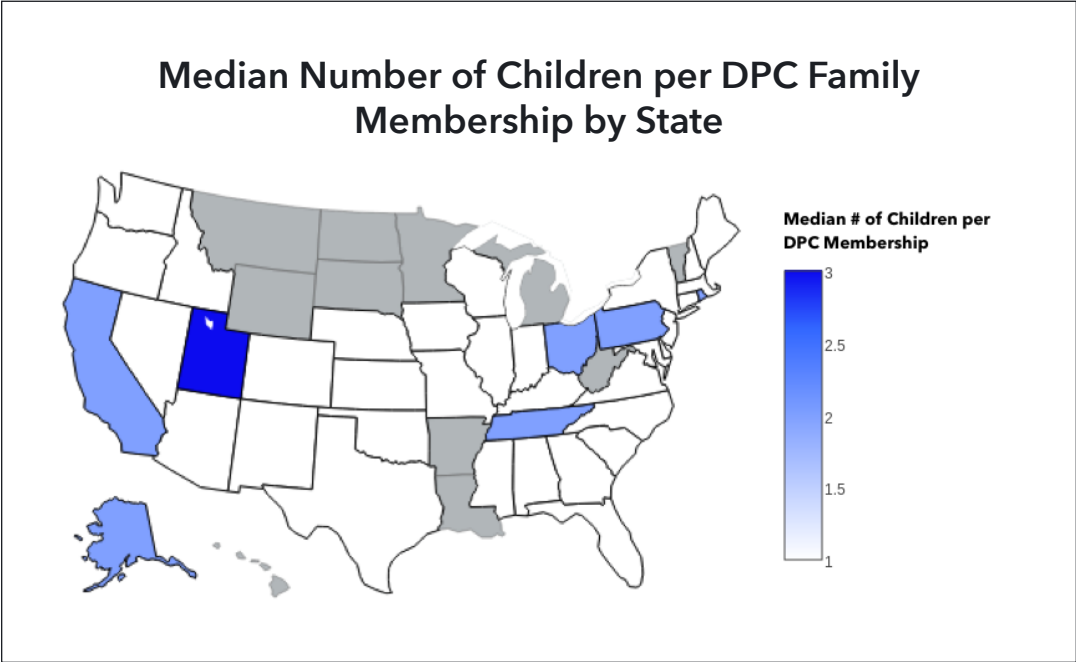 Median Number of Children per DPC Family
Membership by State
Median # of Children per
DPC Membership
3
2.5
2
1.5
1